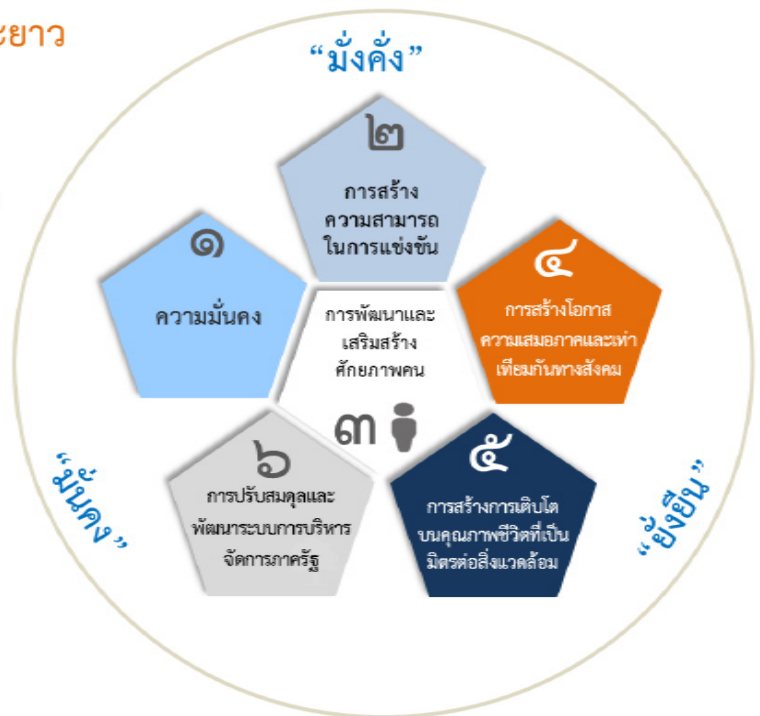 ะยาว
“มั่งคั่ง”
๒
การสร้าง
ความสามารถ
ในการแข่งขัน
๑
ความมั่นคง
๔
การสร้างโอกาส
ความเสมอภาคและเท่า
เทียมกันทางสังคม
การพัฒนาและ
เสริมสร้าง
ศักยภาพคน
๓
๖
การปรับสมดุลและ
พัฒนาระบบการบริหาร
จัดการภาครัฐ
๕
การสร้างการเติบโต
บนคุณภาพชีวิตที่เป็น
มิตรต่อสิ่งแวดล้อม
“มั่นคง”
“ยั่งยืน”